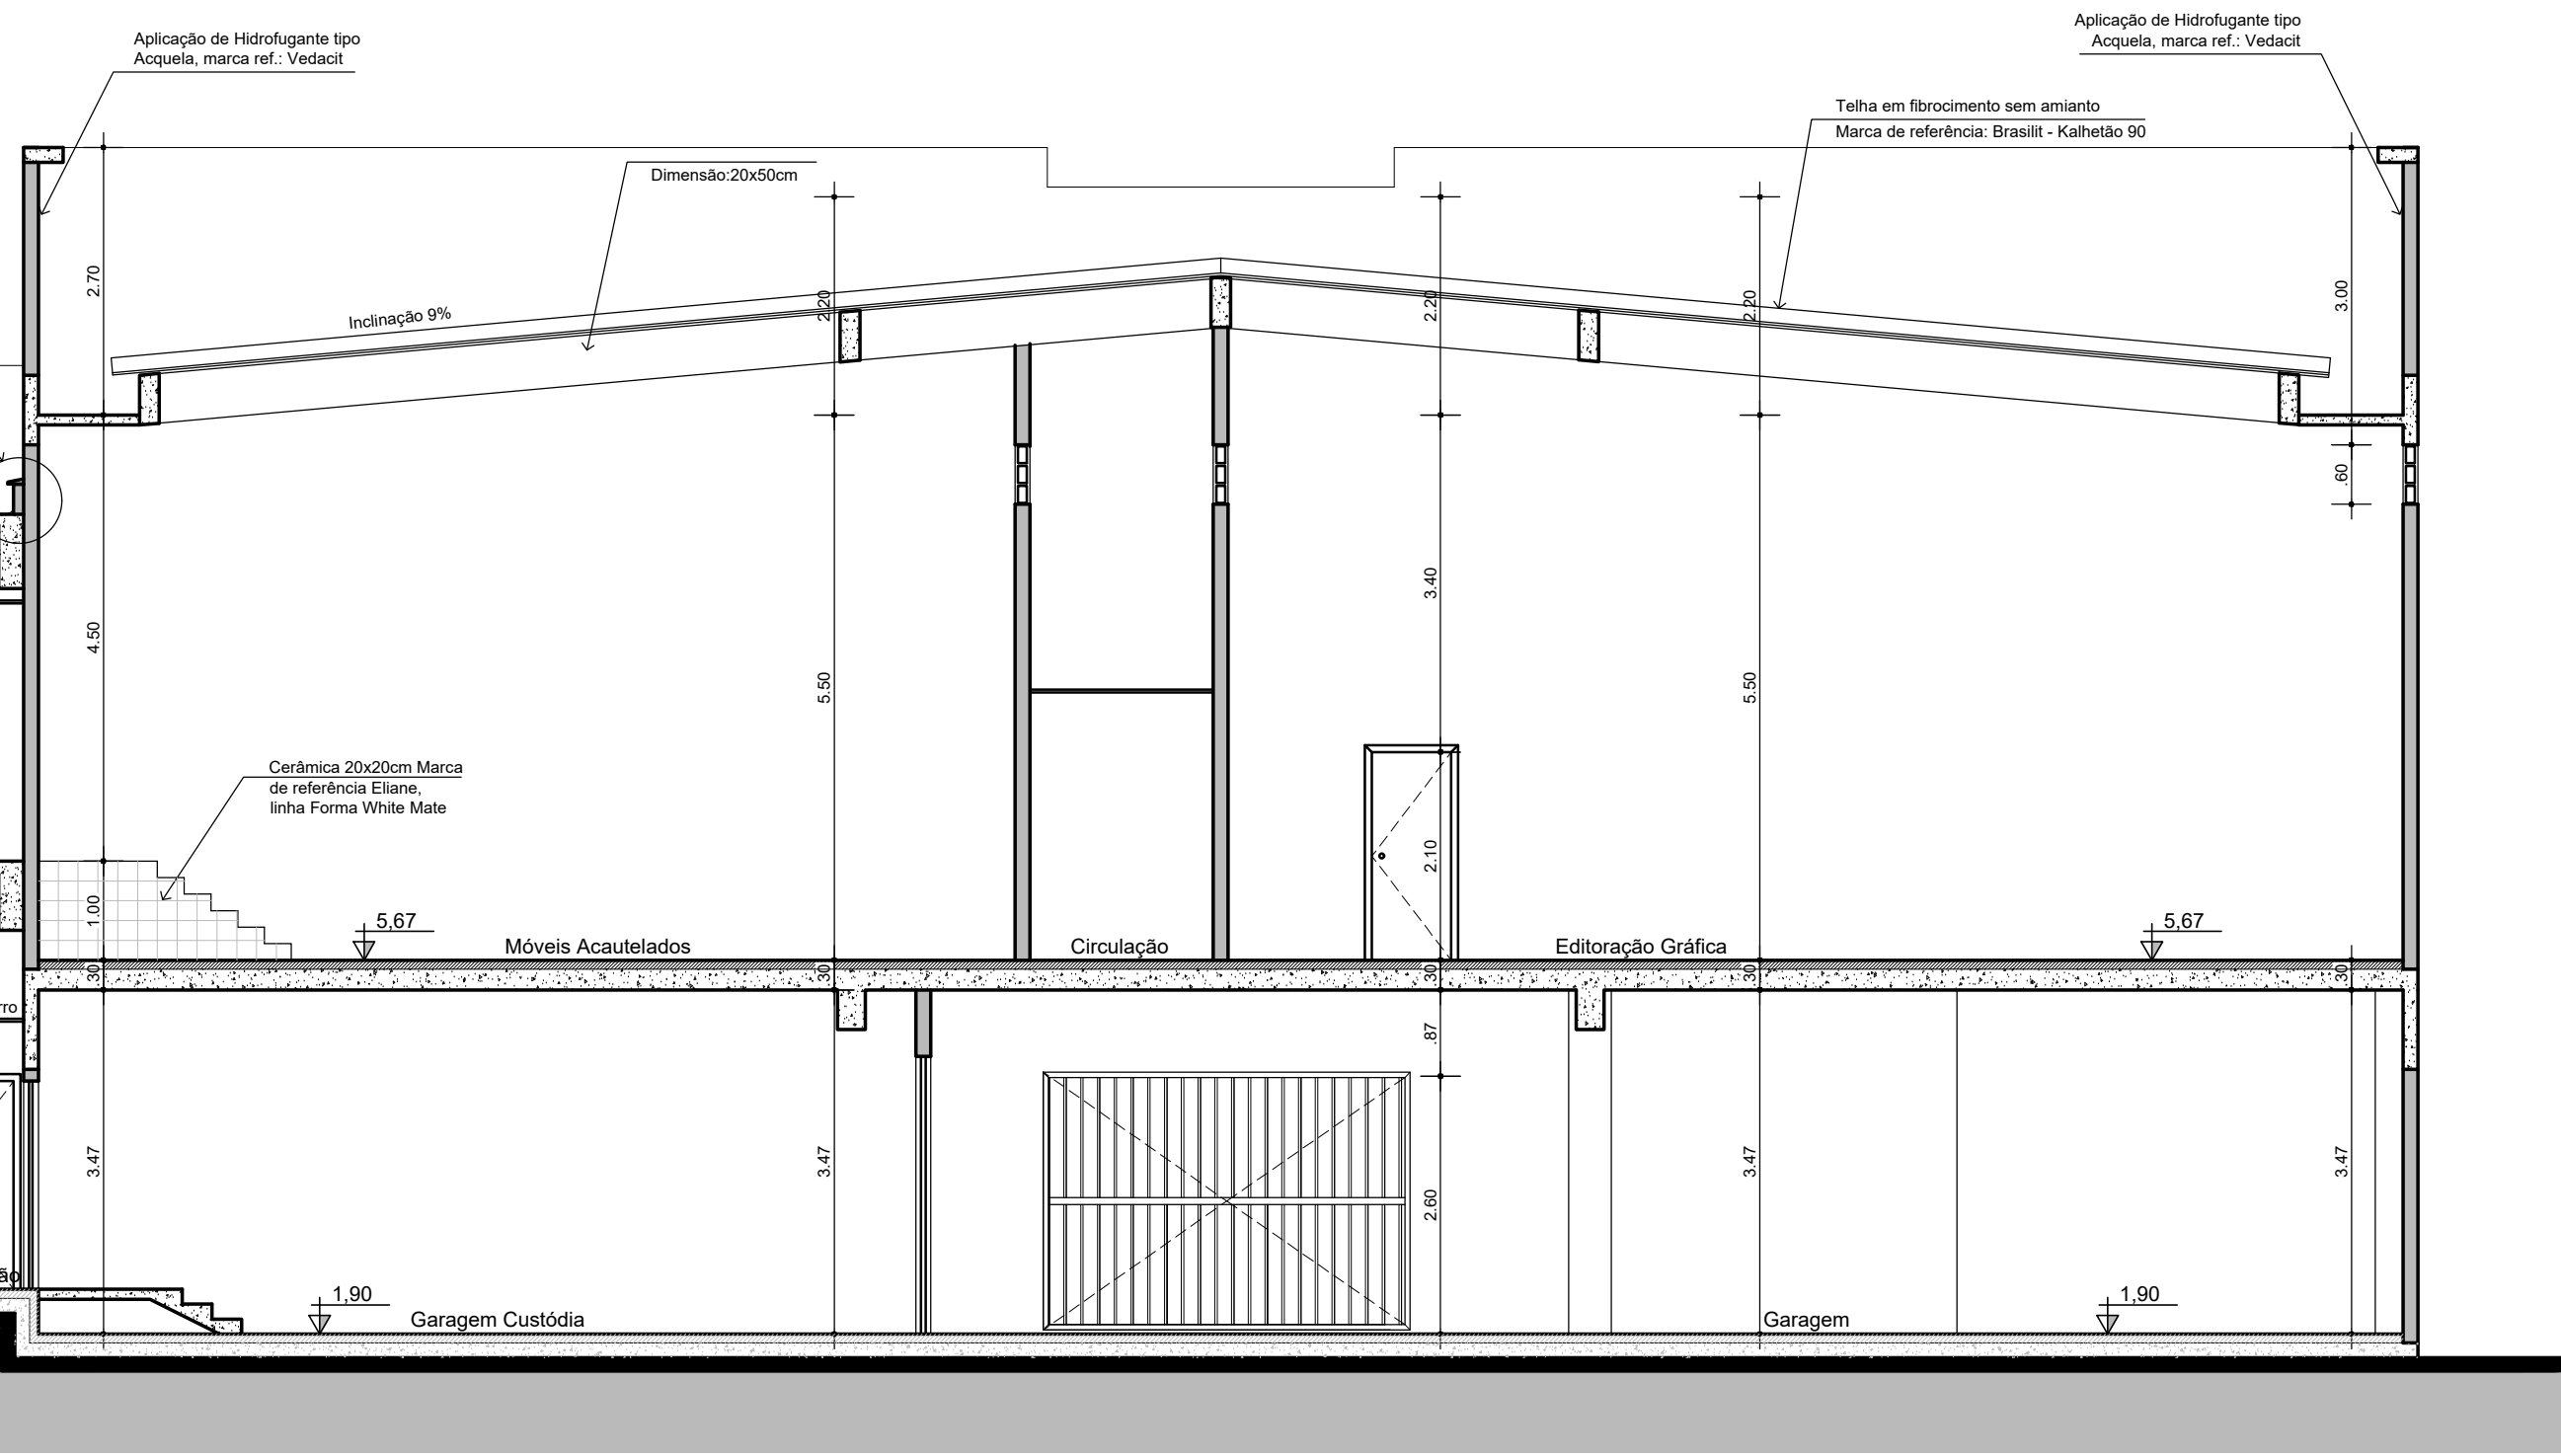 Aplicação de Hidrofugante tipo
Acquela, marca ref.: Vedacit
Aplicação de Hidrofugante tipo
Acquela, marca ref.: Vedacit
Telha em fibrocimento sem amianto
Marca de referência: Brasilit - Kalhetão 90
Dimensão:20x50cm
Inclinação 9%
2.70
2.20
2.20
2.20
3.00
.60
4.50
5.50
3.40
5.50
Cerâmica 20x20cm Marca
de referência Eliane,
linha Forma White Mate
2.10
1.00
5,67
5,67
Móveis Acautelados
Circulação
Editoração Gráfica
.30
.30
.30
.30
.30
rro
.87
3.47
3.47
2.60
3.47
3.47
ão
1,90
1,90
Garagem Custódia
Garagem